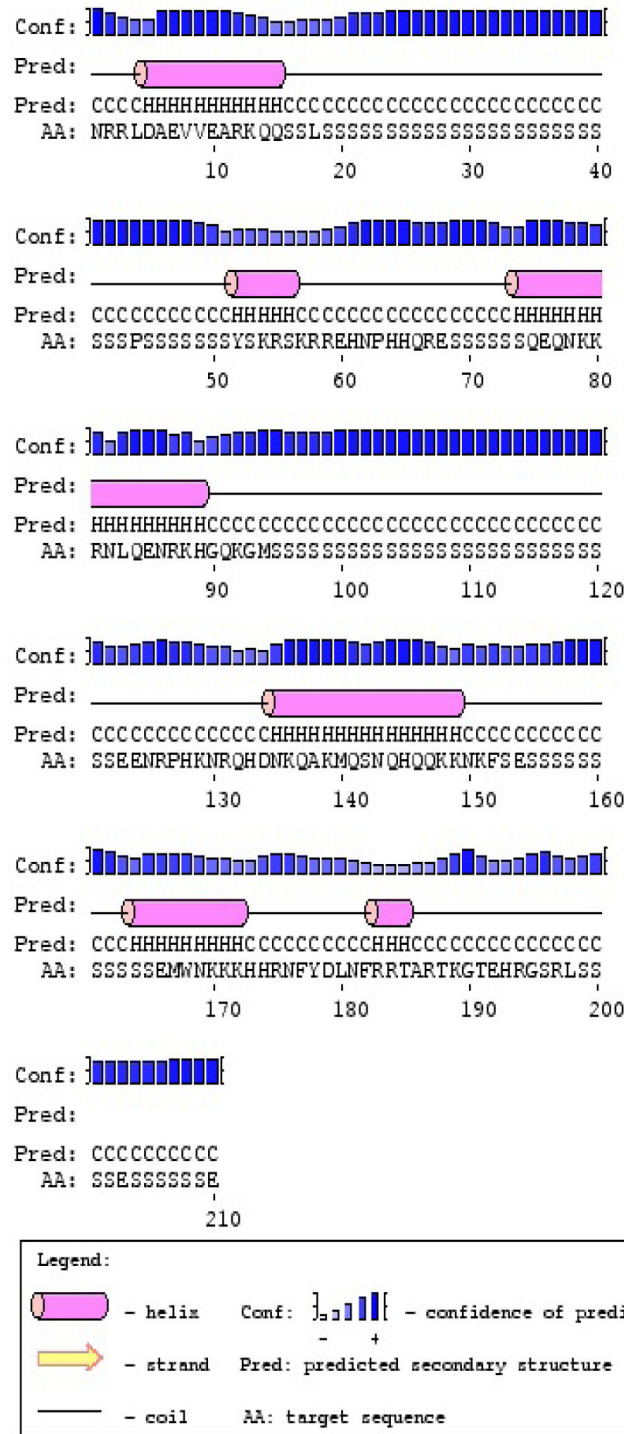 Conf:
Pred:
Pred: CCCCHHHHHHHHHHHCCCCCCCCCCCCCCCCCCCCCCCCC
AA: NRRLDAEVVEARKQQSSLSSSSSSSSSSSSSSSSSSSSSS
10 20 30 40
Conf:
Pred:
Pred: CCCCCCCCCCCHHHHHCCCCCCCCCCCCCCCCCHHHHHHH
AA: SSSPSSSSSSSYSKRSKRREHNPHHQRESSSSSSQEQNKK
50 60 70 80
Conf:
Pred:
Pred: HHHHHHHHHCCCCCCCCCCCCCCCCCCCCCCCCCCCCCCC
AA: RNLQENRKHGQKGMSSSSSSSSSSSSSSSSSSSSSSSSSS
90 100 110 120
Conf:
Pred:
Pred: CCCCCCCCCCCCCCHHHHHHHHHHHHHHHCCCCCCCCCCC
AA: SSEENRPHKNRQHDNKQAKMQSNQHQQKKNKFSESSSSSS
130 140 150 160
Conf:
Pred:
Pred: CCCHHHHHHHHHCCCCCCCCCCHHHCCCCCCCCCCCCCCC
AA: SSSSSEMWNKKKHHRNFYDLNFRRTARTKGTEHRGSRLSS
170 180 190 200
Conf:
Pred:
Pred: CCCCCCCCCC
AA: SSESSSSSSE
210
Legend:
- helix Conf: - confidence of predi
- +
- strand Pred: predicted secondary structure
- coil AA: target sequence